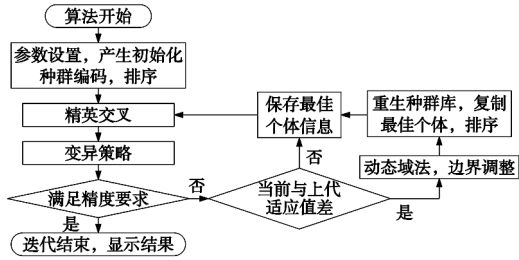 算法开始
参数设置，产生初始化
种群编码，排序
精英交叉
变异策略
满足精度要求
是
迭代结束，显示结果
否
当前与上代
适应值差
否
保存最佳
个体信息
是
动态域法，边界调整
重生种群库，复制
最佳个体，排序